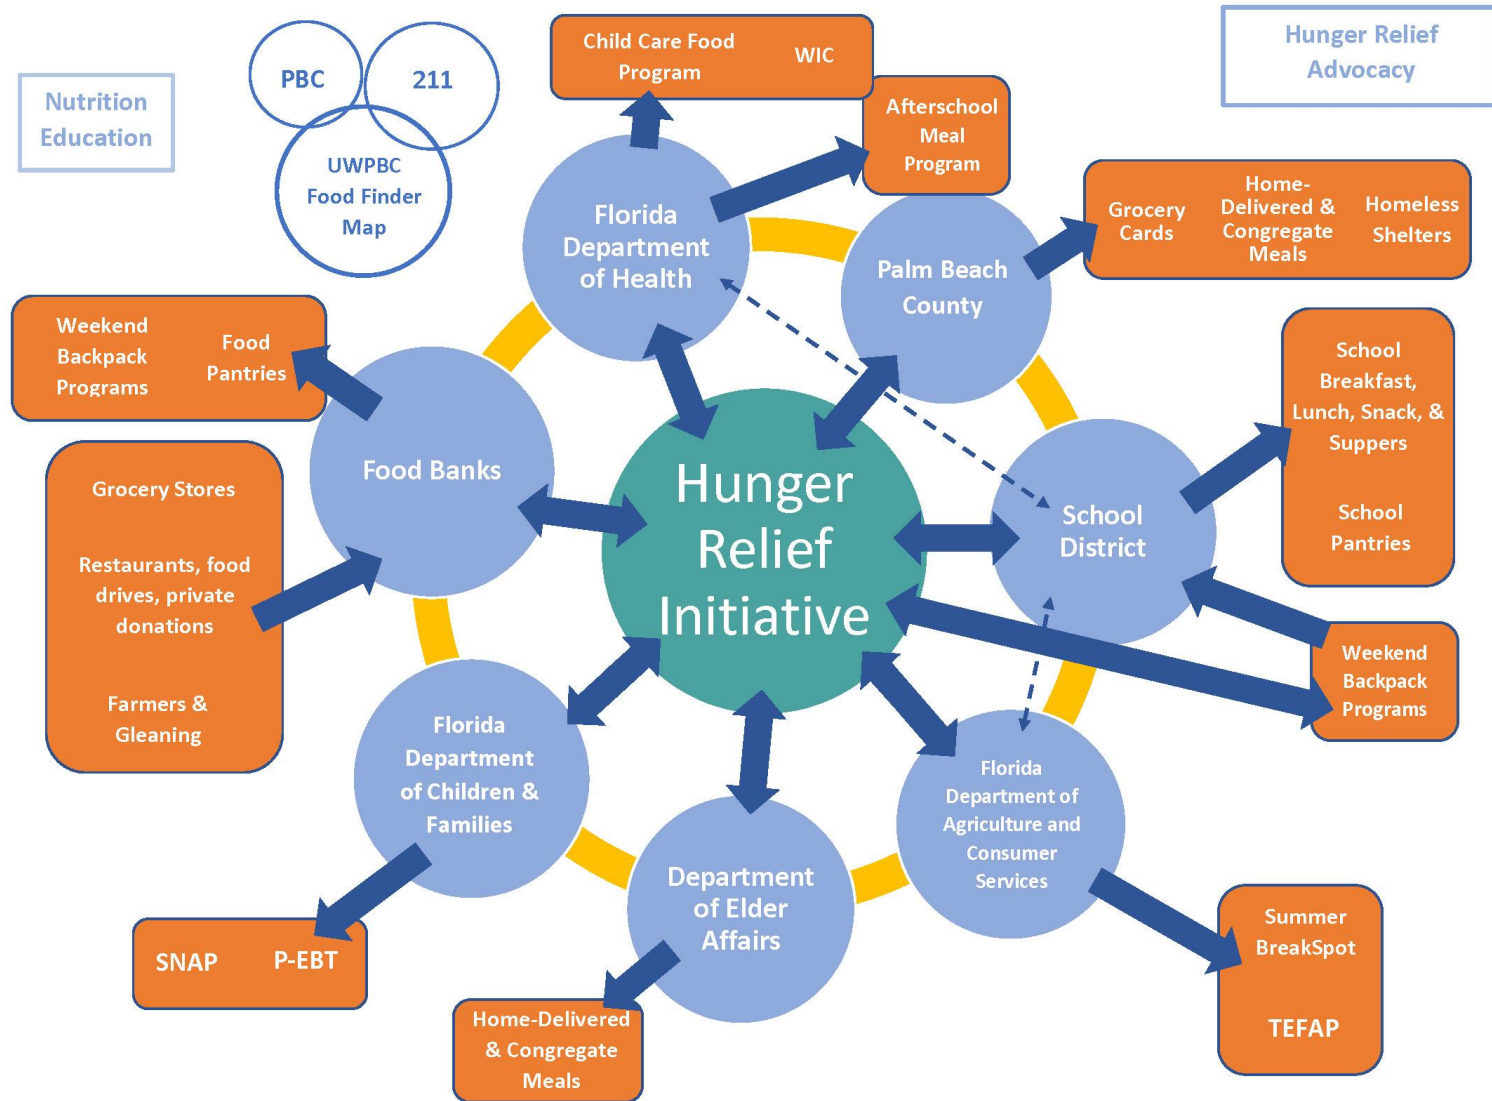 Nutrition
Education
PBC
211
UWPBC
Food Finder
Map
Child Care Food
Program
WIC
Afterschool
Meal
Program
Hunger Relief
Advocacy
Florida
Department
of Health
Palm Beach
County
Grocery
Cards
Home-
Delivered &
Congregate
Meals
Homeless
Shelters
Weekend
Backpack
Programs
Food
Pantries
Food Banks
School
Breakfast,
Lunch, Snack, &
Suppers
School
Pantries
Grocery Stores
Restaurants, food
drives, private
donations
Farmers &
Gleaning
Hunger
Relief
Initiative
School
District
Weekend
Backpack
Programs
Florida
Department
of Children &
Families
Florida
Department of
Agriculture and
Consumer
Services
Department
of Elder
Affairs
SNAP
P-EBT
Home-Delivered
& Congregate
Meals
Summer
BreakSpot
TEFAP